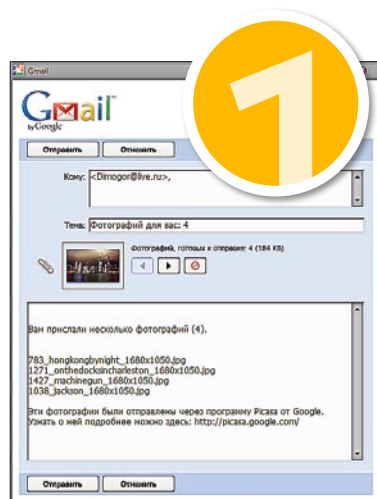 Gmail
1
Gmail
by Google
Отправить Отменить
Кому: <Dimogor@live.ru>,
Тема: Фотографий для вас: 4
Фотографий, готовых к отправке: 4 (184 KB)
Вам прислали несколько фотографий (4).
783_hongkongbynight_1680x1050.jpg
1271_onthedocksincharleston_1680x1050.jpg
1427_machinegun_1680x1050.jpg
1038_jackson_1680x1050.jpg
Эти фотографии были отправлены через программу Picasa от Google.
Узнать о ней подробнее можно здесь: http://picasa.google.com/
Отправить Отменить